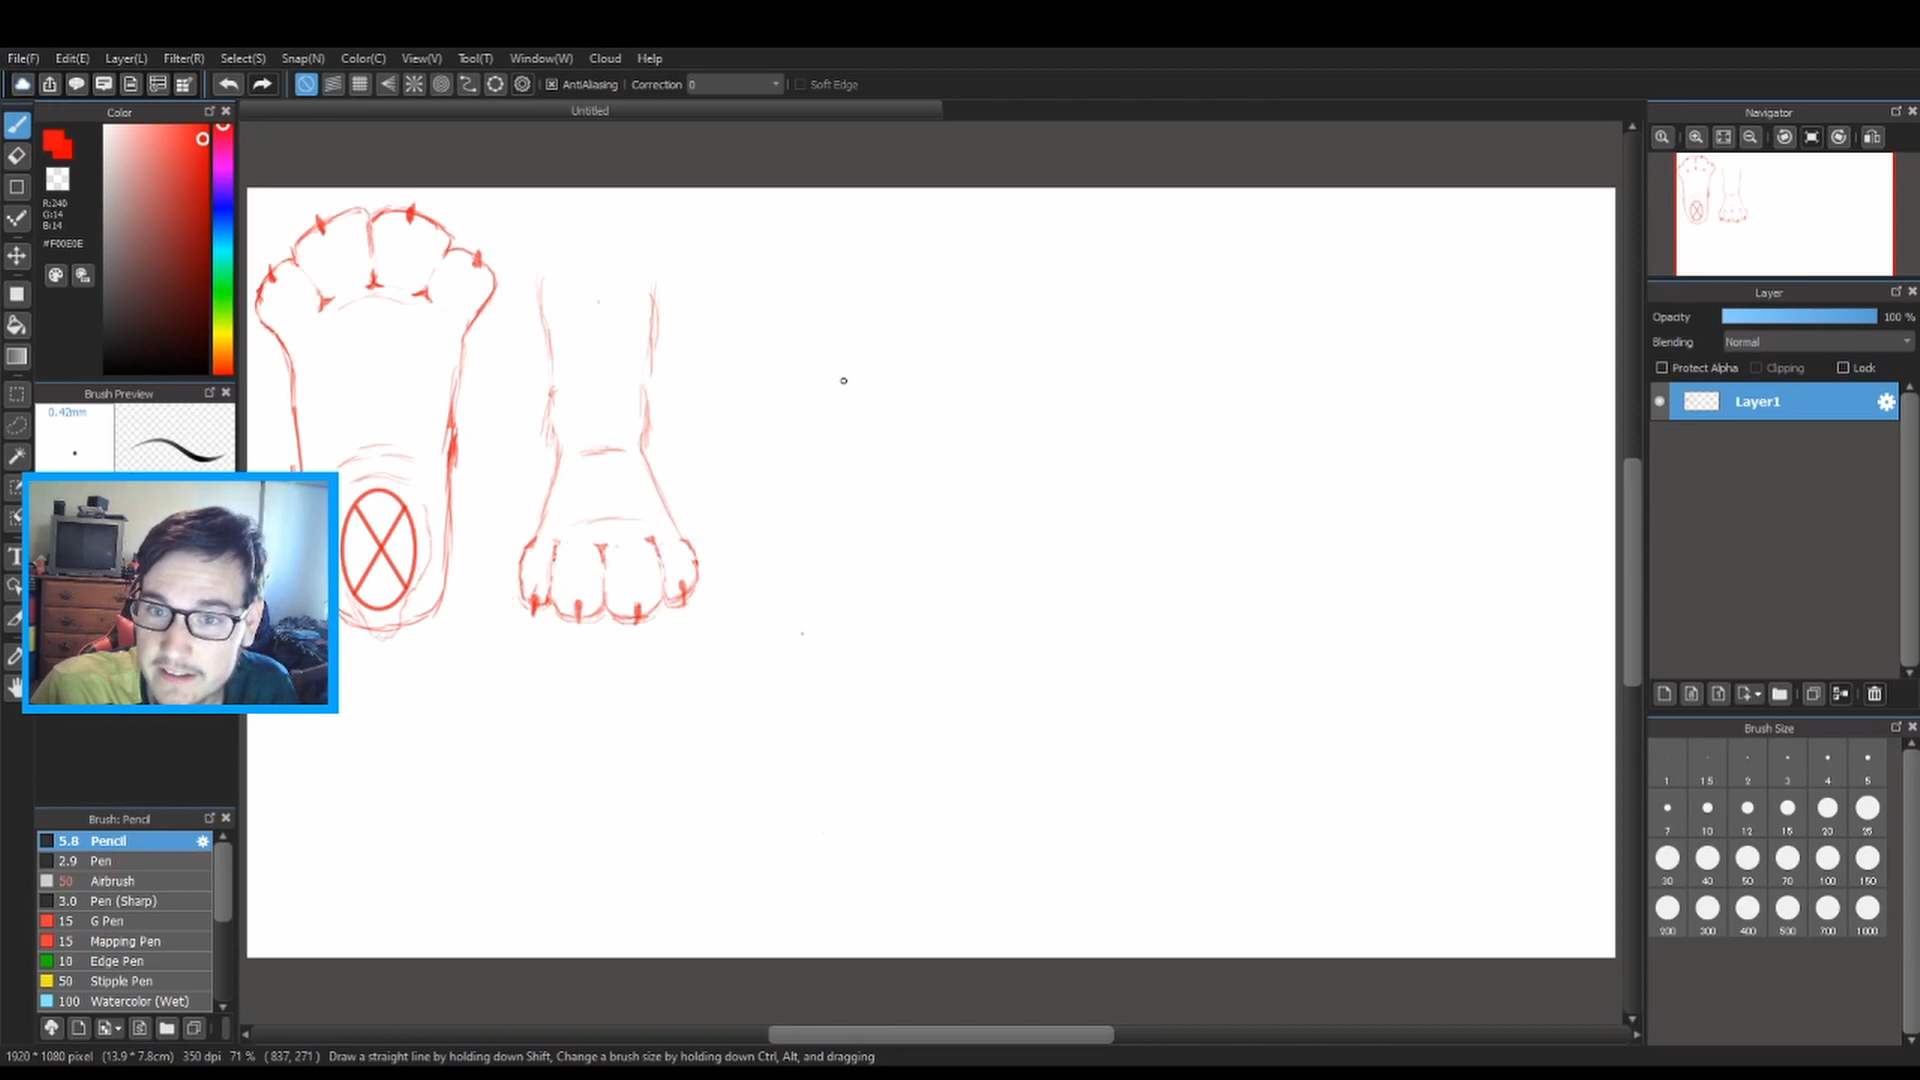 File(F) Edit(E) Layer(L) Filter(R) Select(S) Snap(N) Color(C) View(V) Tool(T) Window(W) Cloud Help
AntiAliasing Correction 0 Soft Edge
Color
Untitled
Navigator
R:240
G:14
B:14
#F00E0E
Layer
Opacity 100 %
Blending Normal
Protect Alpha Clipping Lock
Layer1
Brush Preview
0.42mm
T
Brush Size
1 1.5 2 3 4 5
7 10 12 15 20 25
30 40 50 70 100 150
200 300 400 500 700 1000
Brush: Pencil
5.8 Pencil
2.9 Pen
50 Airbrush
3.0 Pen (Sharp)
15 G Pen
15 Mapping Pen
10 Edge Pen
50 Stipple Pen
100 Watercolor (Wet)
1920 * 1080 pixel (13.9 * 7.8cm) 350 dpi 71 % ( 837, 271 ) Draw a straight line by holding down Shift, Change a brush size by holding down Ctrl, Alt, and dragging